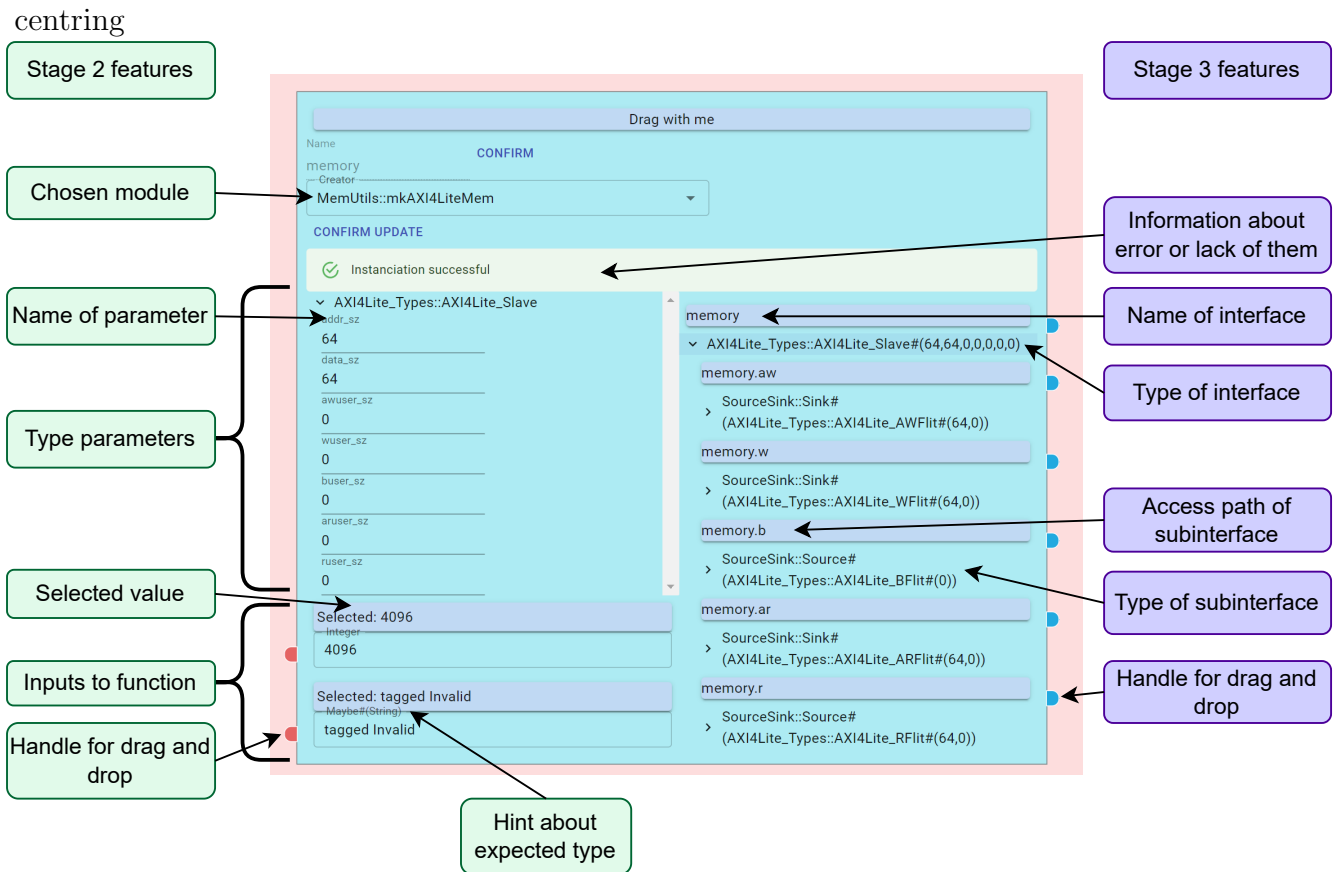 centring
Stage 2 features
Stage 3 features
Drag with me
Name
memory
CONFIRM
Creator
MemUtils::mkAXI4LiteMem
CONFIRM UPDATE
Instanciation successful
Chosen module
Information about
error or lack of them
Name of parameter
Name of interface
Type of interface
Type parameters
Access path of
subinterface
Selected value
Type of subinterface
Inputs to function
Handle for drag and
drop
Handle for drag and
drop
AXI4Lite_Types::AXI4Lite_Slave
addr_sz
64
data_sz
64
awuser_sz
0
wuser_sz
0
buser_sz
0
aruser_sz
0
ruser_sz
0
Selected: 4096
Integer
4096
Selected: tagged Invalid
Maybe#(String)
tagged Invalid
memory
AXI4Lite_Types::AXI4Lite_Slave#(64,64,0,0,0,0,0)
memory.aw
SourceSink::Sink#
(AXI4Lite_Types::AXI4Lite_AWFlit#(64,0))
memory.w
SourceSink::Sink#
(AXI4Lite_Types::AXI4Lite_WFlit#(64,0))
memory.b
SourceSink::Source#
(AXI4Lite_Types::AXI4Lite_BFlit#(0))
memory.ar
SourceSink::Sink#
(AXI4Lite_Types::AXI4Lite_ARFlit#(64,0))
memory.r
SourceSink::Source#
(AXI4Lite_Types::AXI4Lite_RFlit#(64,0))
Hint about
expected type